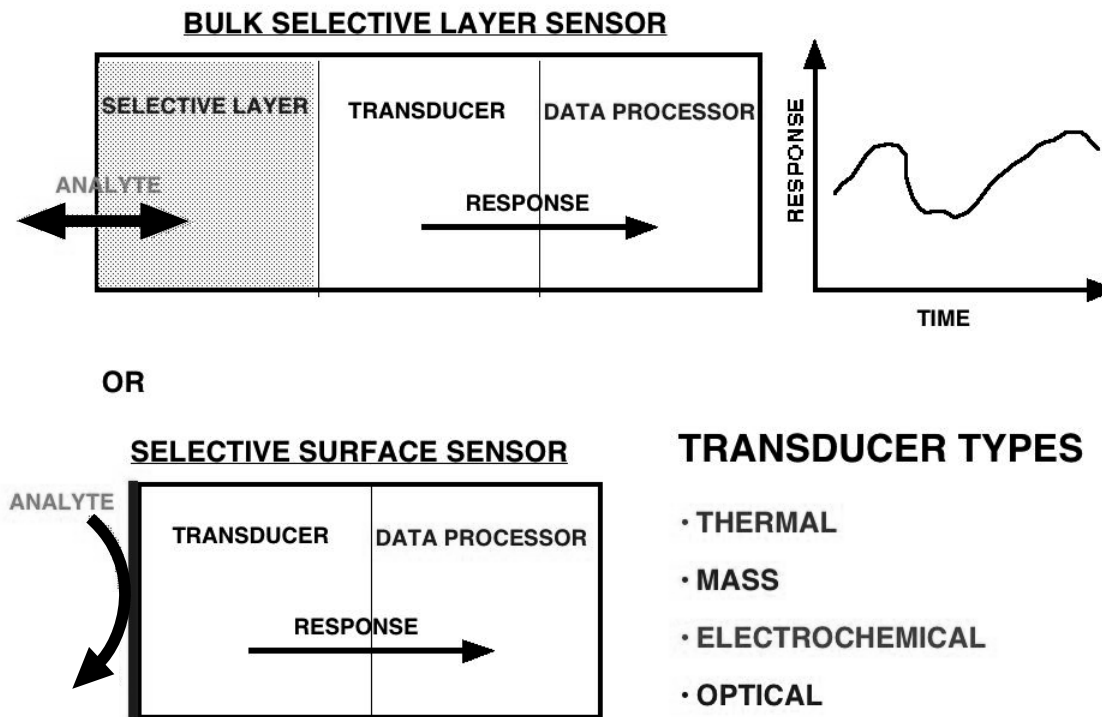 BULK SELECTIVE LAYER SENSOR
SELECTIVE LAYER
TRANSDUCER
DATA PROCESSOR
ANALYTE
RESPONSE
RESPONSE
TIME
OR
SELECTIVE SURFACE SENSOR
ANALYTE
TRANSDUCER
DATA PROCESSOR
RESPONSE
TRANSDUCER TYPES
· THERMAL
· MASS
· ELECTROCHEMICAL
· OPTICAL